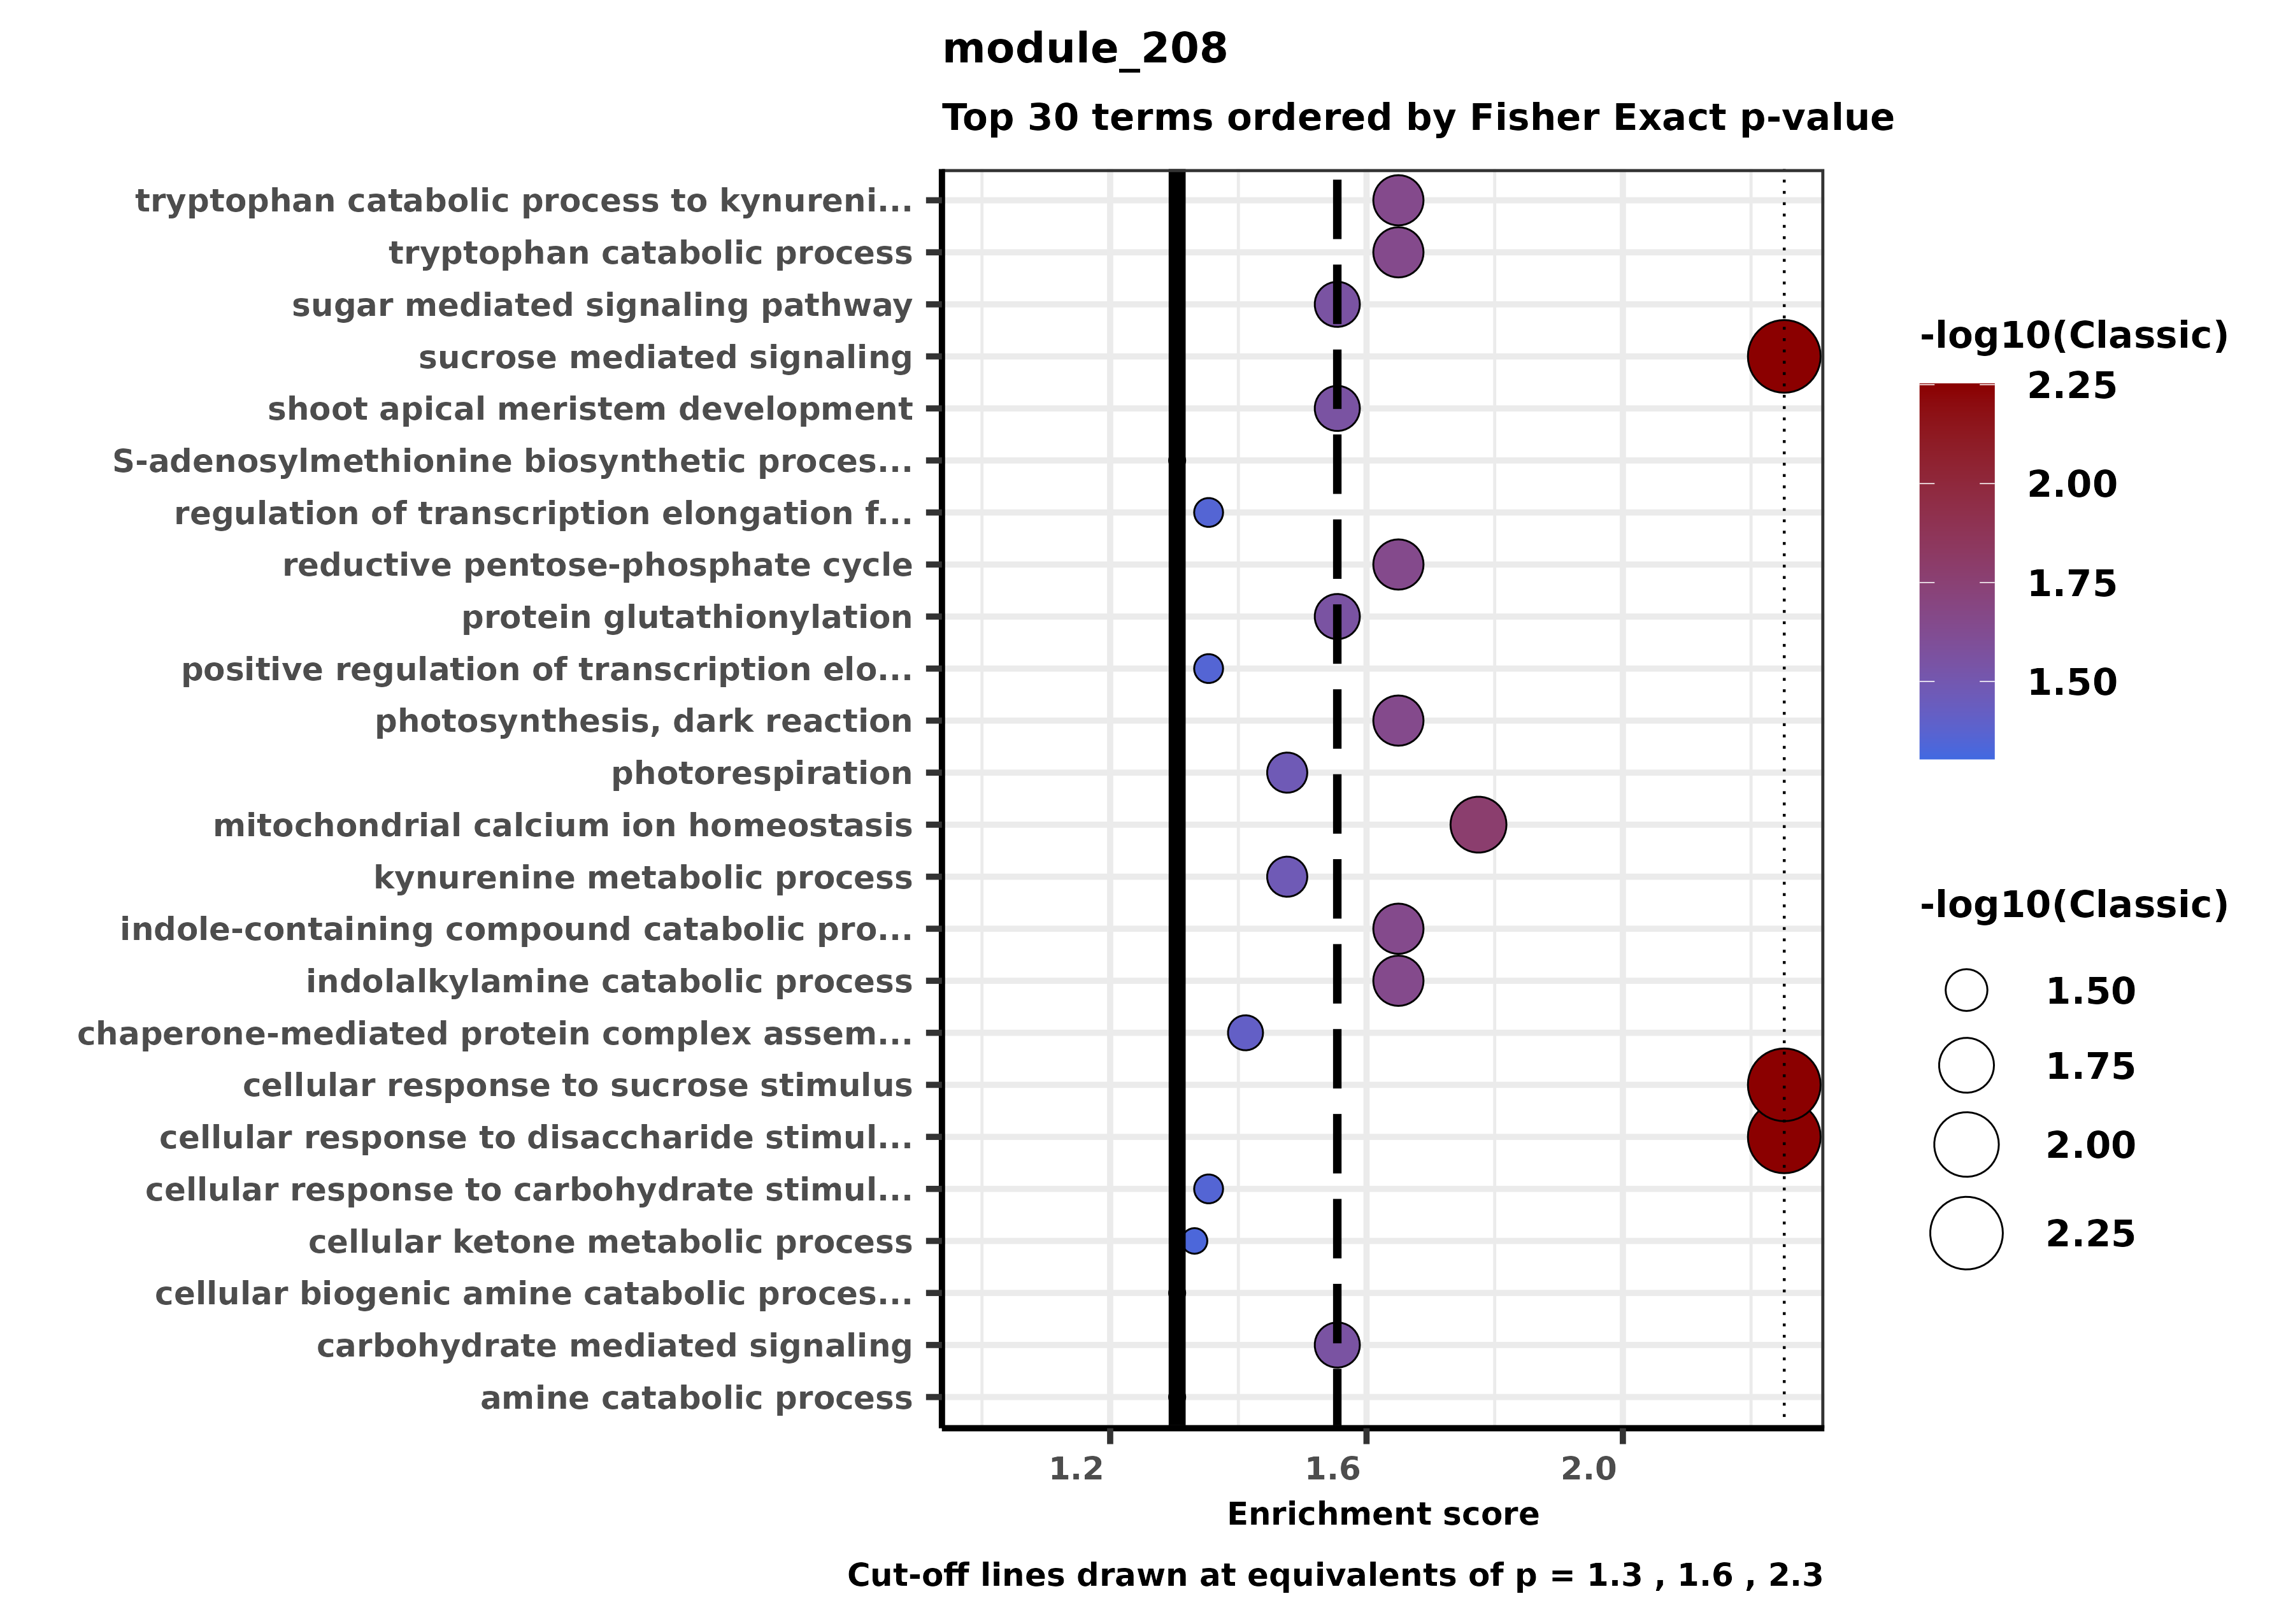 module_208
Top 30 terms ordered by Fisher Exact p-value
tryptophan catabolic process to kynureni...
tryptophan catabolic process
sugar mediated signaling pathway
sucrose mediated signaling
shoot apical meristem development
S-adenosylmethionine biosynthetic proces...
regulation of transcription elongation f...
reductive pentose-phosphate cycle
protein glutathionylation
positive regulation of transcription elo...
photosynthesis, dark reaction
photorespiration
mitochondrial calcium ion homeostasis
kynurenine metabolic process
indole-containing compound catabolic pro...
indolalkylamine catabolic process
chaperone-mediated protein complex assem...
cellular response to sucrose stimulus
cellular response to disaccharide stimul...
cellular response to carbohydrate stimul...
cellular ketone metabolic process
cellular biogenic amine catabolic proces...
carbohydrate mediated signaling
amine catabolic process
1.2
1.6
2.0
Enrichment score
Cut-off lines drawn at equivalents of p = 1.3 , 1.6 , 2.3
-log10(Classic)
2.25
2.00
1.75
1.50
-log10(Classic)
1.50
1.75
2.00
2.25